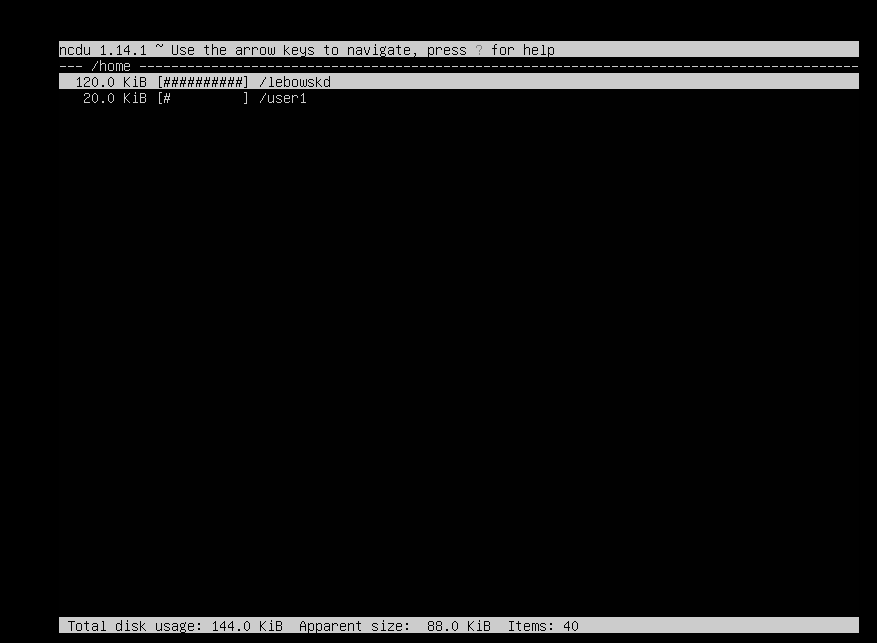 ncdu 1.14.1 ~ Use the arrow keys to navigate, press ? for help
--- /home ------------------------------------------------------------------------------------------
  120.0 KiB [##########] /lebowskd
   20.0 KiB [#         ] /user1
 Total disk usage: 144.0 KiB  Apparent size:  88.0 KiB  Items: 40